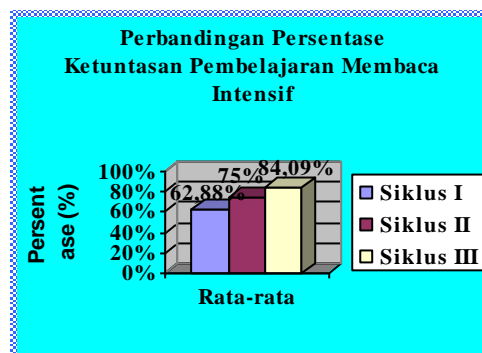 Perbandingan Persentase
Ketuntasan Pembelajaran Membaca
Intensif
Persent
ase (%)
100%
80%
60%
40%
20%
0%
62,88%
75%
84,09%
Rata-rata
Siklus I
Siklus II
Siklus III